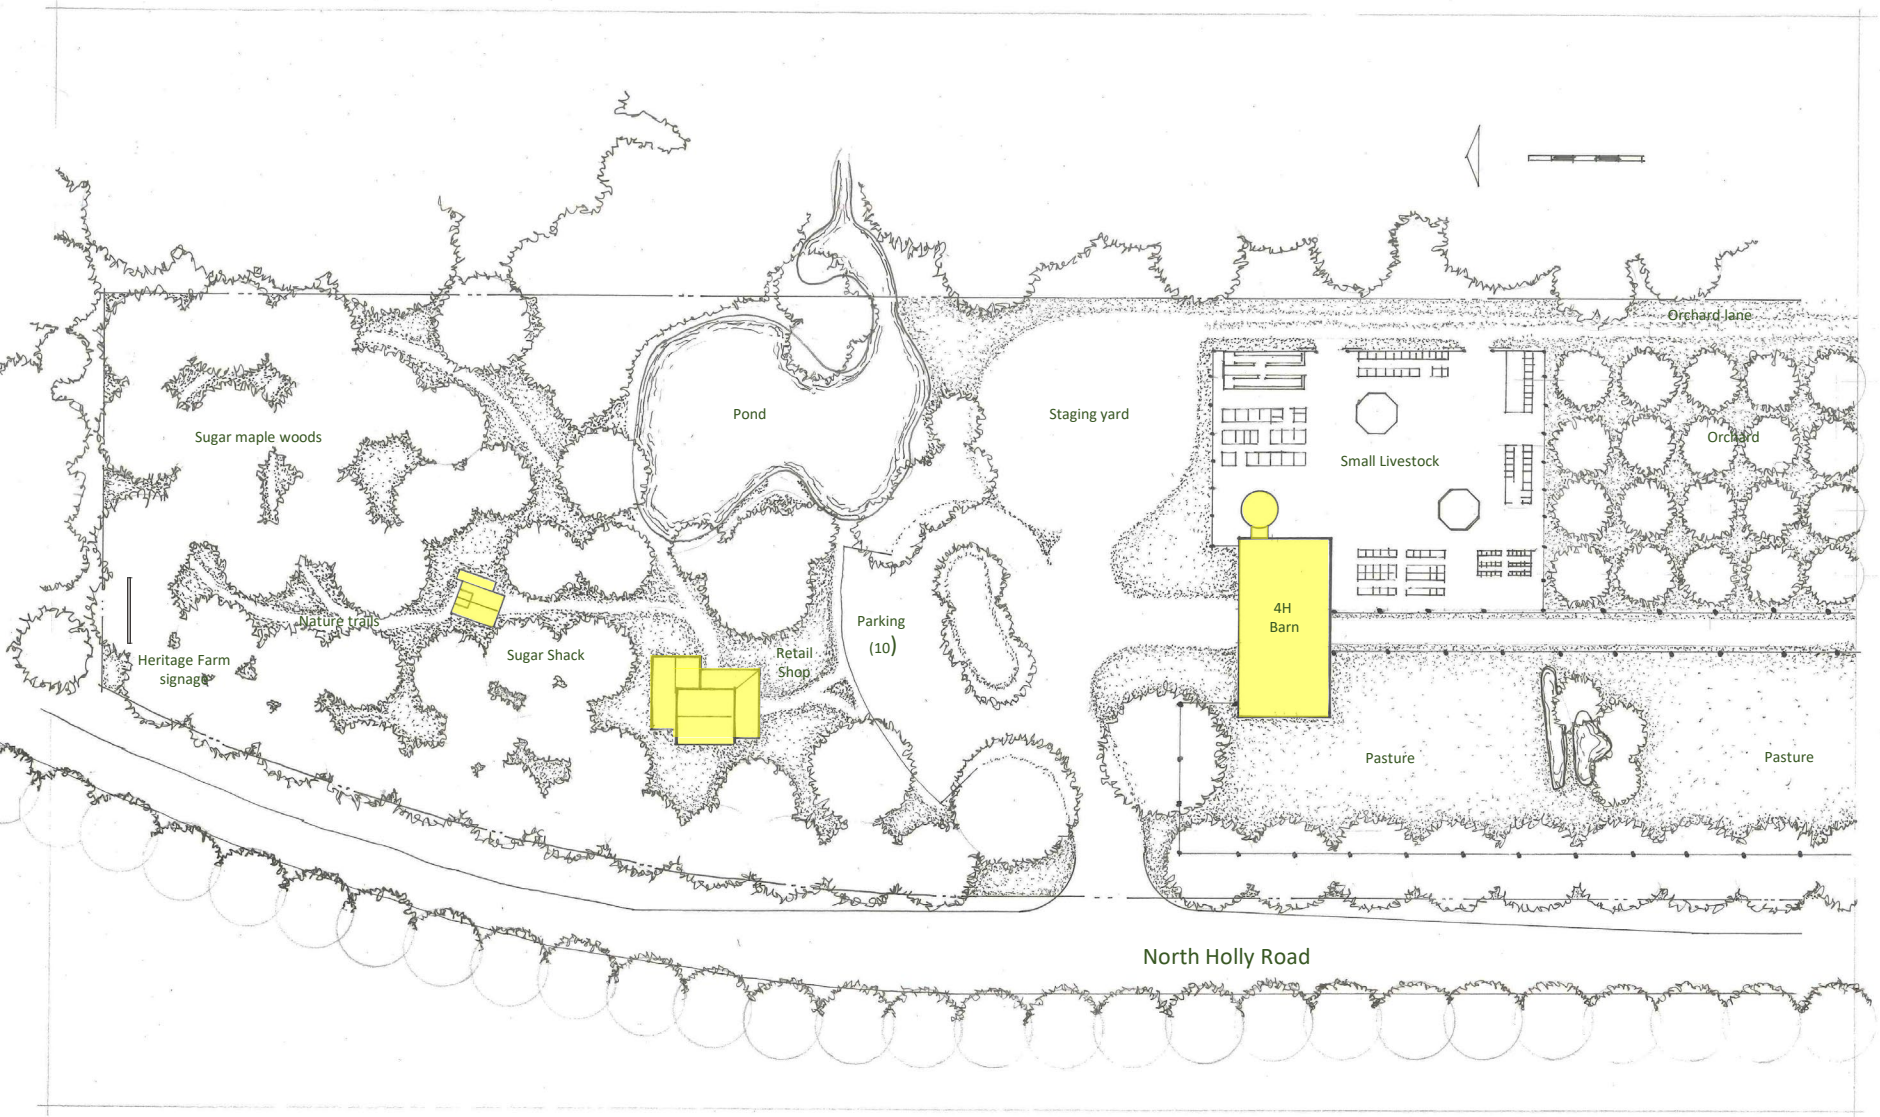 Orchard lane
Pond
Staging yard
Sugar maple woods
Orchard
Small Livestock
4H
Barn
Nature trails
Parking
(10)
Sugar Shack
Retail
Shop
Heritage Farm
signage
Pasture
Pasture
North Holly Road